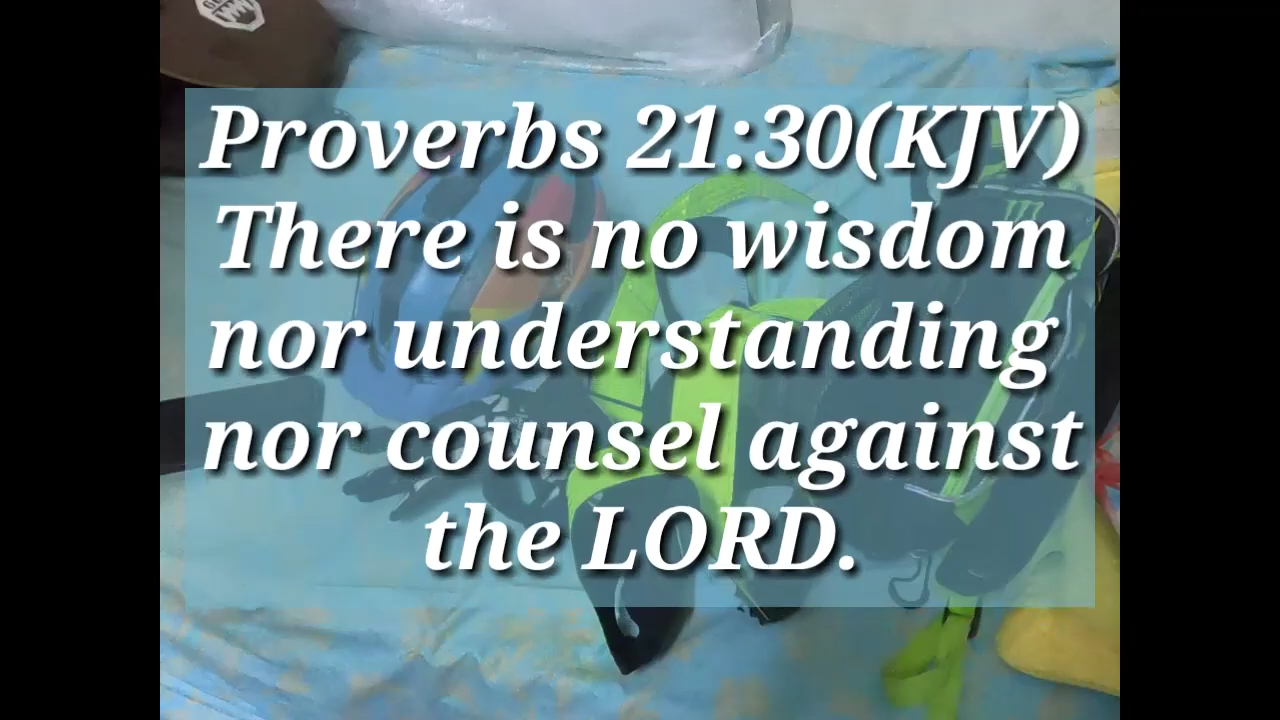 Proverbs 21:30(KJV)
There is no wisdom
nor understanding
nor counsel against
the LORD.